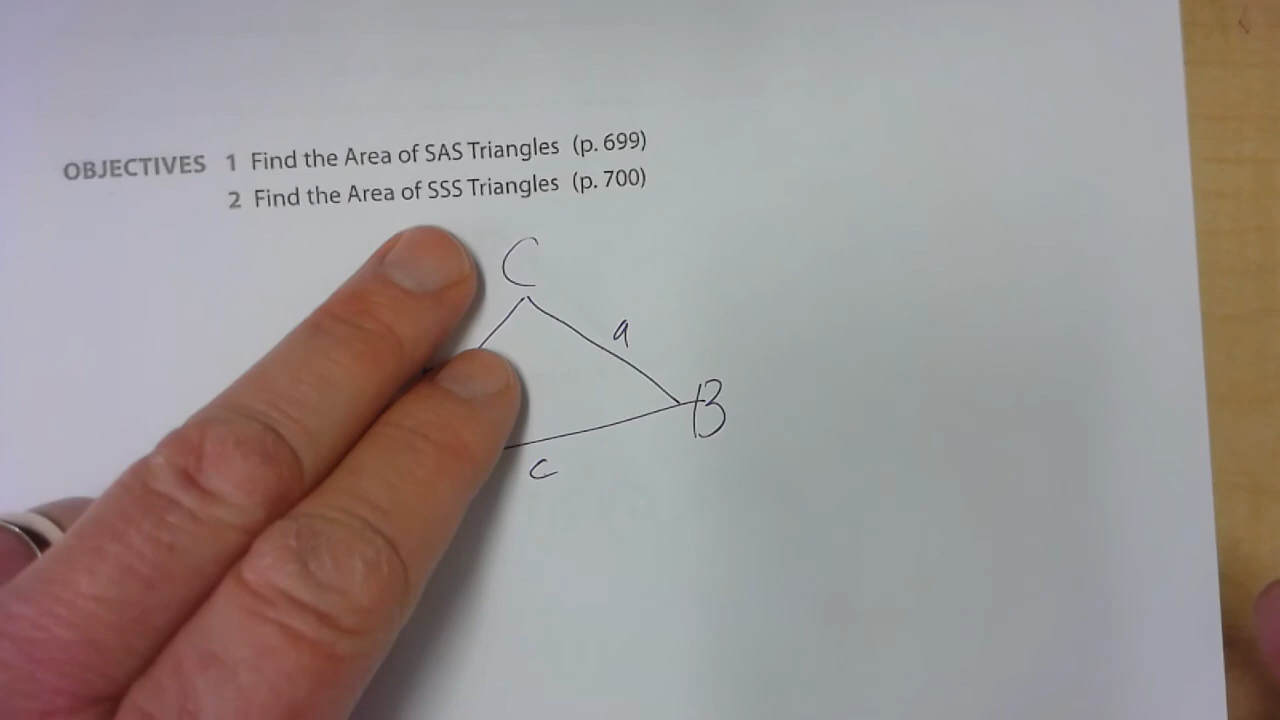 OBJECTIVES 1 Find the Area of SAS Triangles (p. 699)
2 Find the Area of SSS Triangles (p. 700)
C
a
B
c